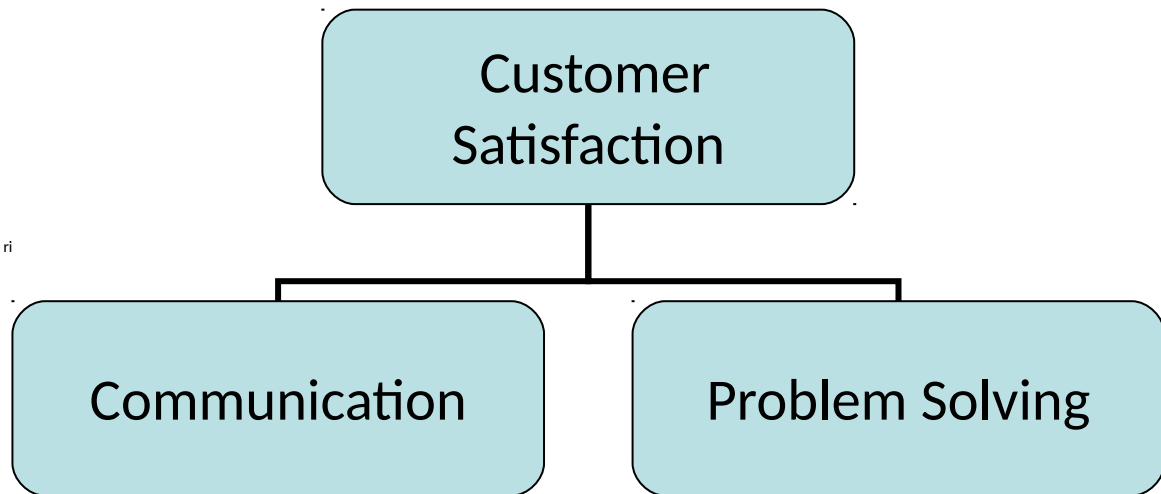 Customer
Satisfaction
ri
Communication
Problem Solving